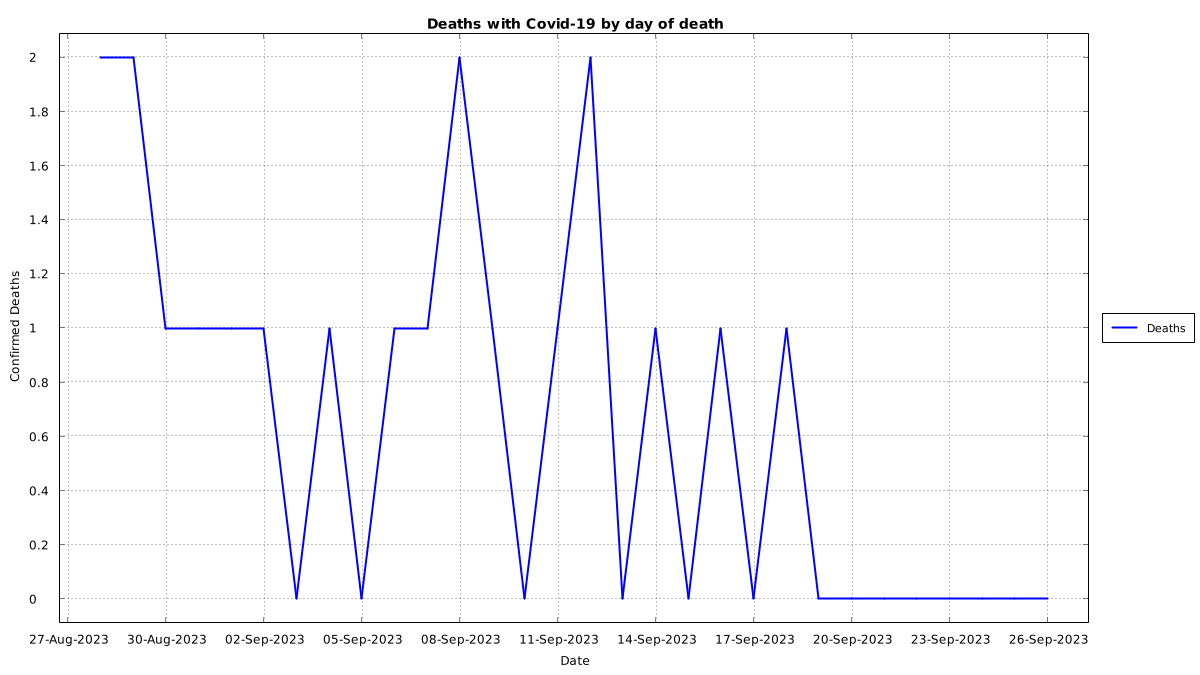 Deaths with Covid-19 by day of death
Confirmed Deaths
2
1.8
1.6
1.4
1.2
1
0.8
0.6
0.4
0.2
0
27-Aug-2023 30-Aug-2023 02-Sep-2023 05-Sep-2023 08-Sep-2023 11-Sep-2023 14-Sep-2023 17-Sep-2023 20-Sep-2023 23-Sep-2023 26-Sep-2023
Date
Deaths